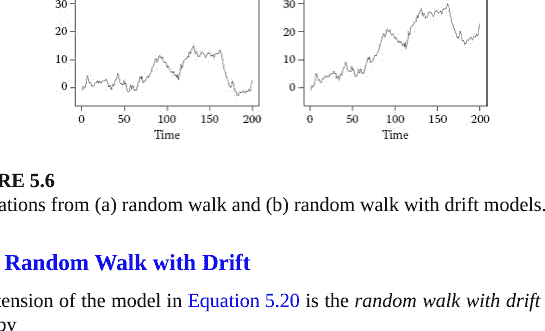 30
20
10
0
0 50 100 150 200
Time
30
20
10
0
0 50 100 150 200
Time
RE 5.6
ations from (a) random walk and (b) random walk with drift models.
Random Walk with Drift
tension of the model in Equation 5.20 is the random walk with drift
by